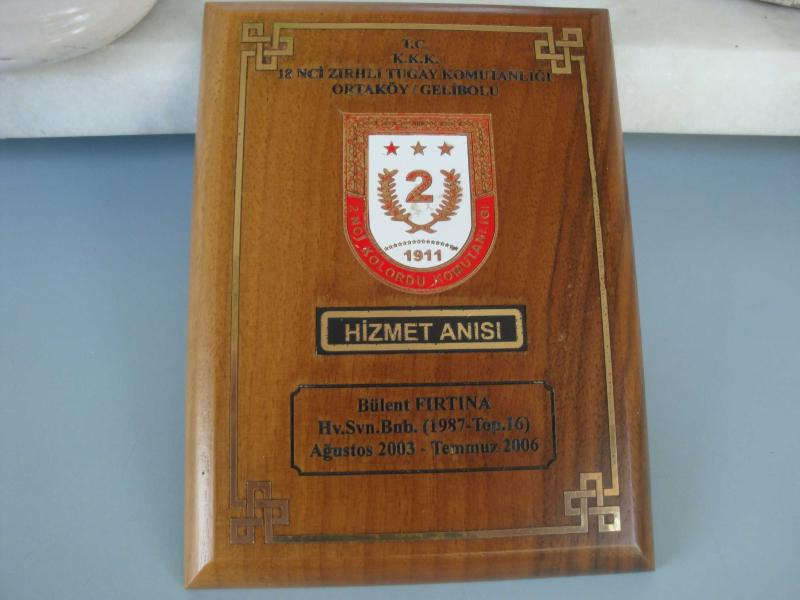 T.C.
K.K.K.
18 NCİ ZIRHLI TUGAY KOMUTANLIĞI
ORTAKÖY / GELİBOLU
2
1911
2 NCİ KOLORDU KOMUTANLIĞI
HİZMET ANISI
Bülent FIRTINA
Hv.Svn.Bnb. (1987-Top.16)
Ağustos 2003 - Temmuz 2006